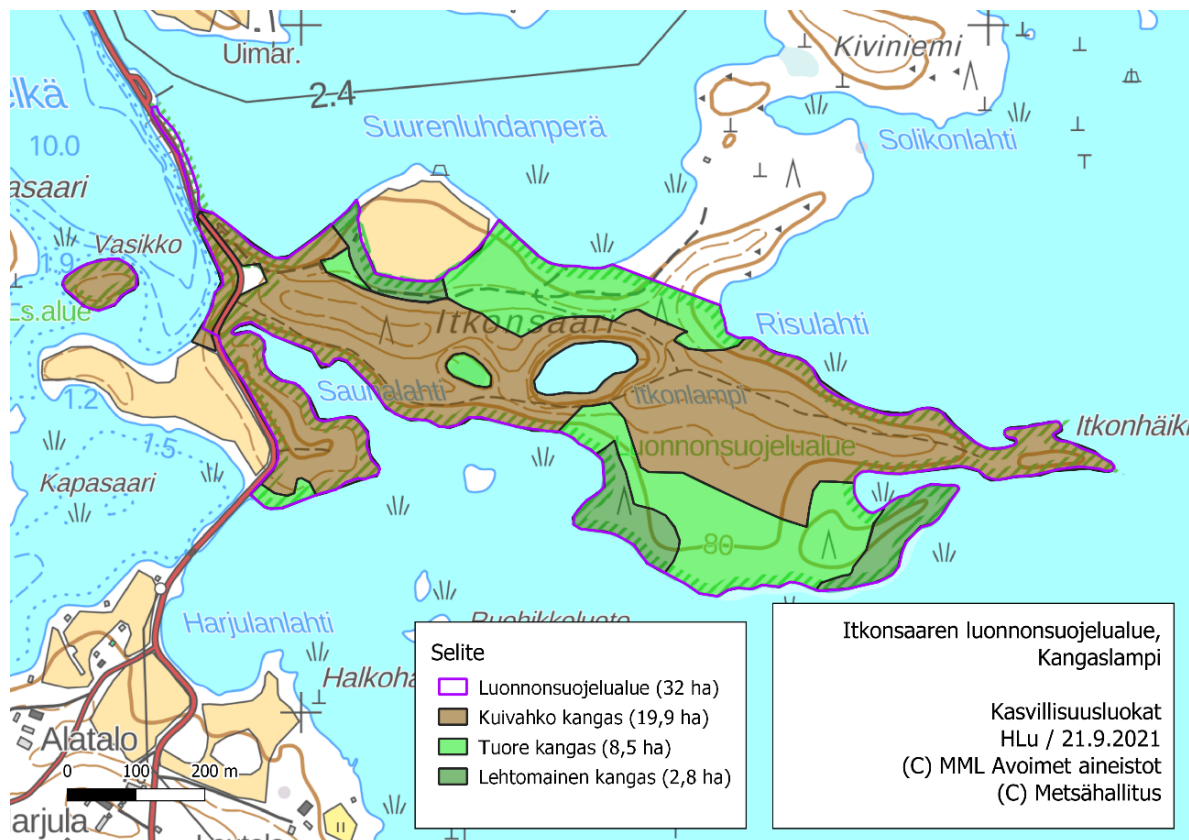 Uimar.
Kiviniemi
elkä
2.4
Suurenluhdanperä
10.0
Solikonlahti
asaari
Vasikko
1.9
Ls.alue
Itkonsaari
Risulahti
Saunalahti
Itkonlampi
1.2
Itkonhäiki
1.5
uonnonsuojelualue
Kapasaari
80
Harjulanlahti
Ruohikkoluoto
Halkoha
Alatalo
0 100 200 m
arjula
Selite
Luonnonsuojelualue (32 ha)
Kuivahko kangas (19,9 ha)
Tuore kangas (8,5 ha)
Lehtomainen kangas (2,8 ha)
Itkonsaaren luonnonsuojelualue,
Kangaslampi
Kasvillisuusluokat
HLu / 21.9.2021
(C) MML Avoimet aineistot
(C) Metsähallitus